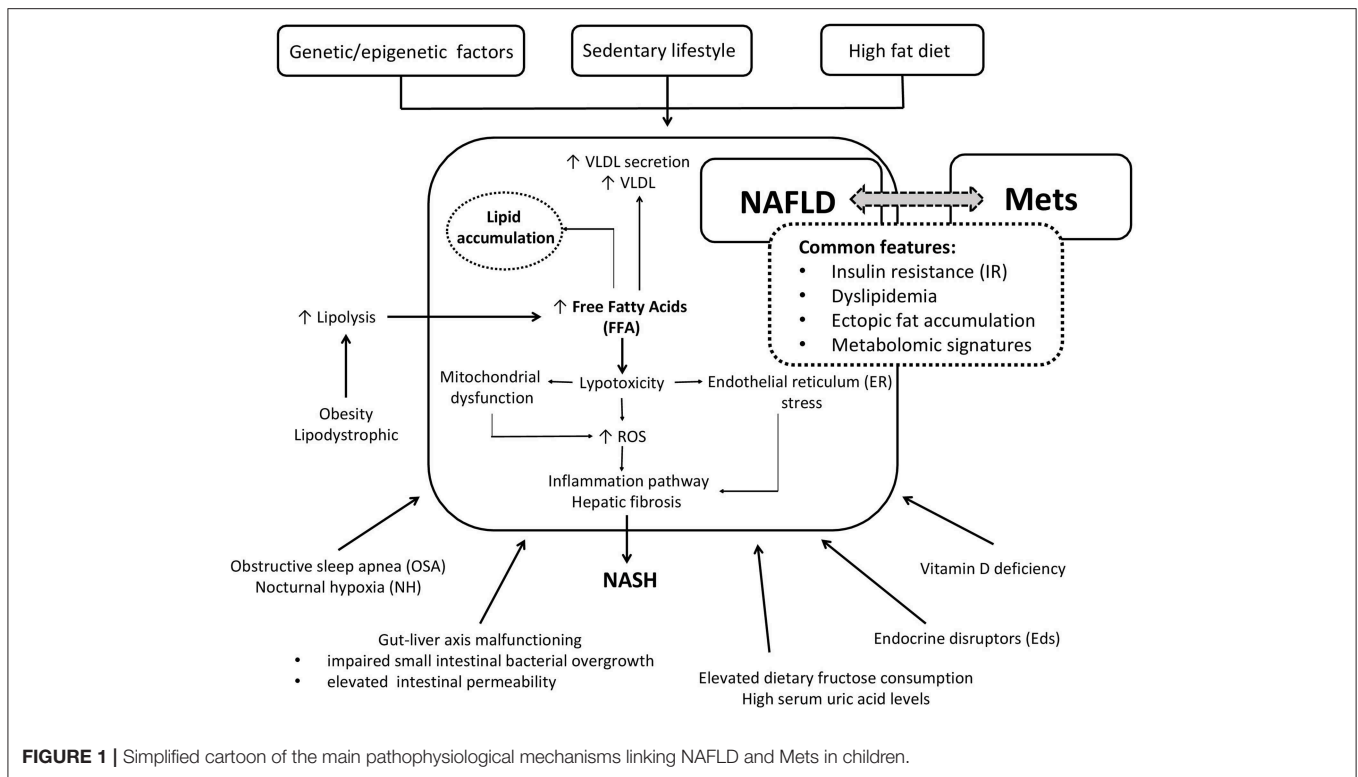 Genetic/epigenetic factors
Sedentary lifestyle
High fat diet
↑ VLDL secretion
↑ VLDL
NAFLD
Mets
Lipid
accumulation
Common features:
• Insulin resistance (IR)
• Dyslipidemia
• Ectopic fat accumulation
• Metabolomic signatures
↑ Lipolysis
↑ Free Fatty Acids
(FFA)
Mitochondrial
dysfunction
Lypotoxicity
Endothelial reticulum (ER)
stress
Obesity
Lipodystrophic
↑ ROS
Inflammation pathway
Hepatic fibrosis
Obstructive sleep apnea (OSA)
Nocturnal hypoxia (NH)
NASH
Vitamin D deficiency
Gut-liver axis malfunctioning
• impaired small intestinal bacterial overgrowth
• elevated intestinal permeability
Endocrine disruptors (Eds)
Elevated dietary fructose consumption
High serum uric acid levels
FIGURE 1 | Simplified cartoon of the main pathophysiological mechanisms linking NAFLD and Mets in children.